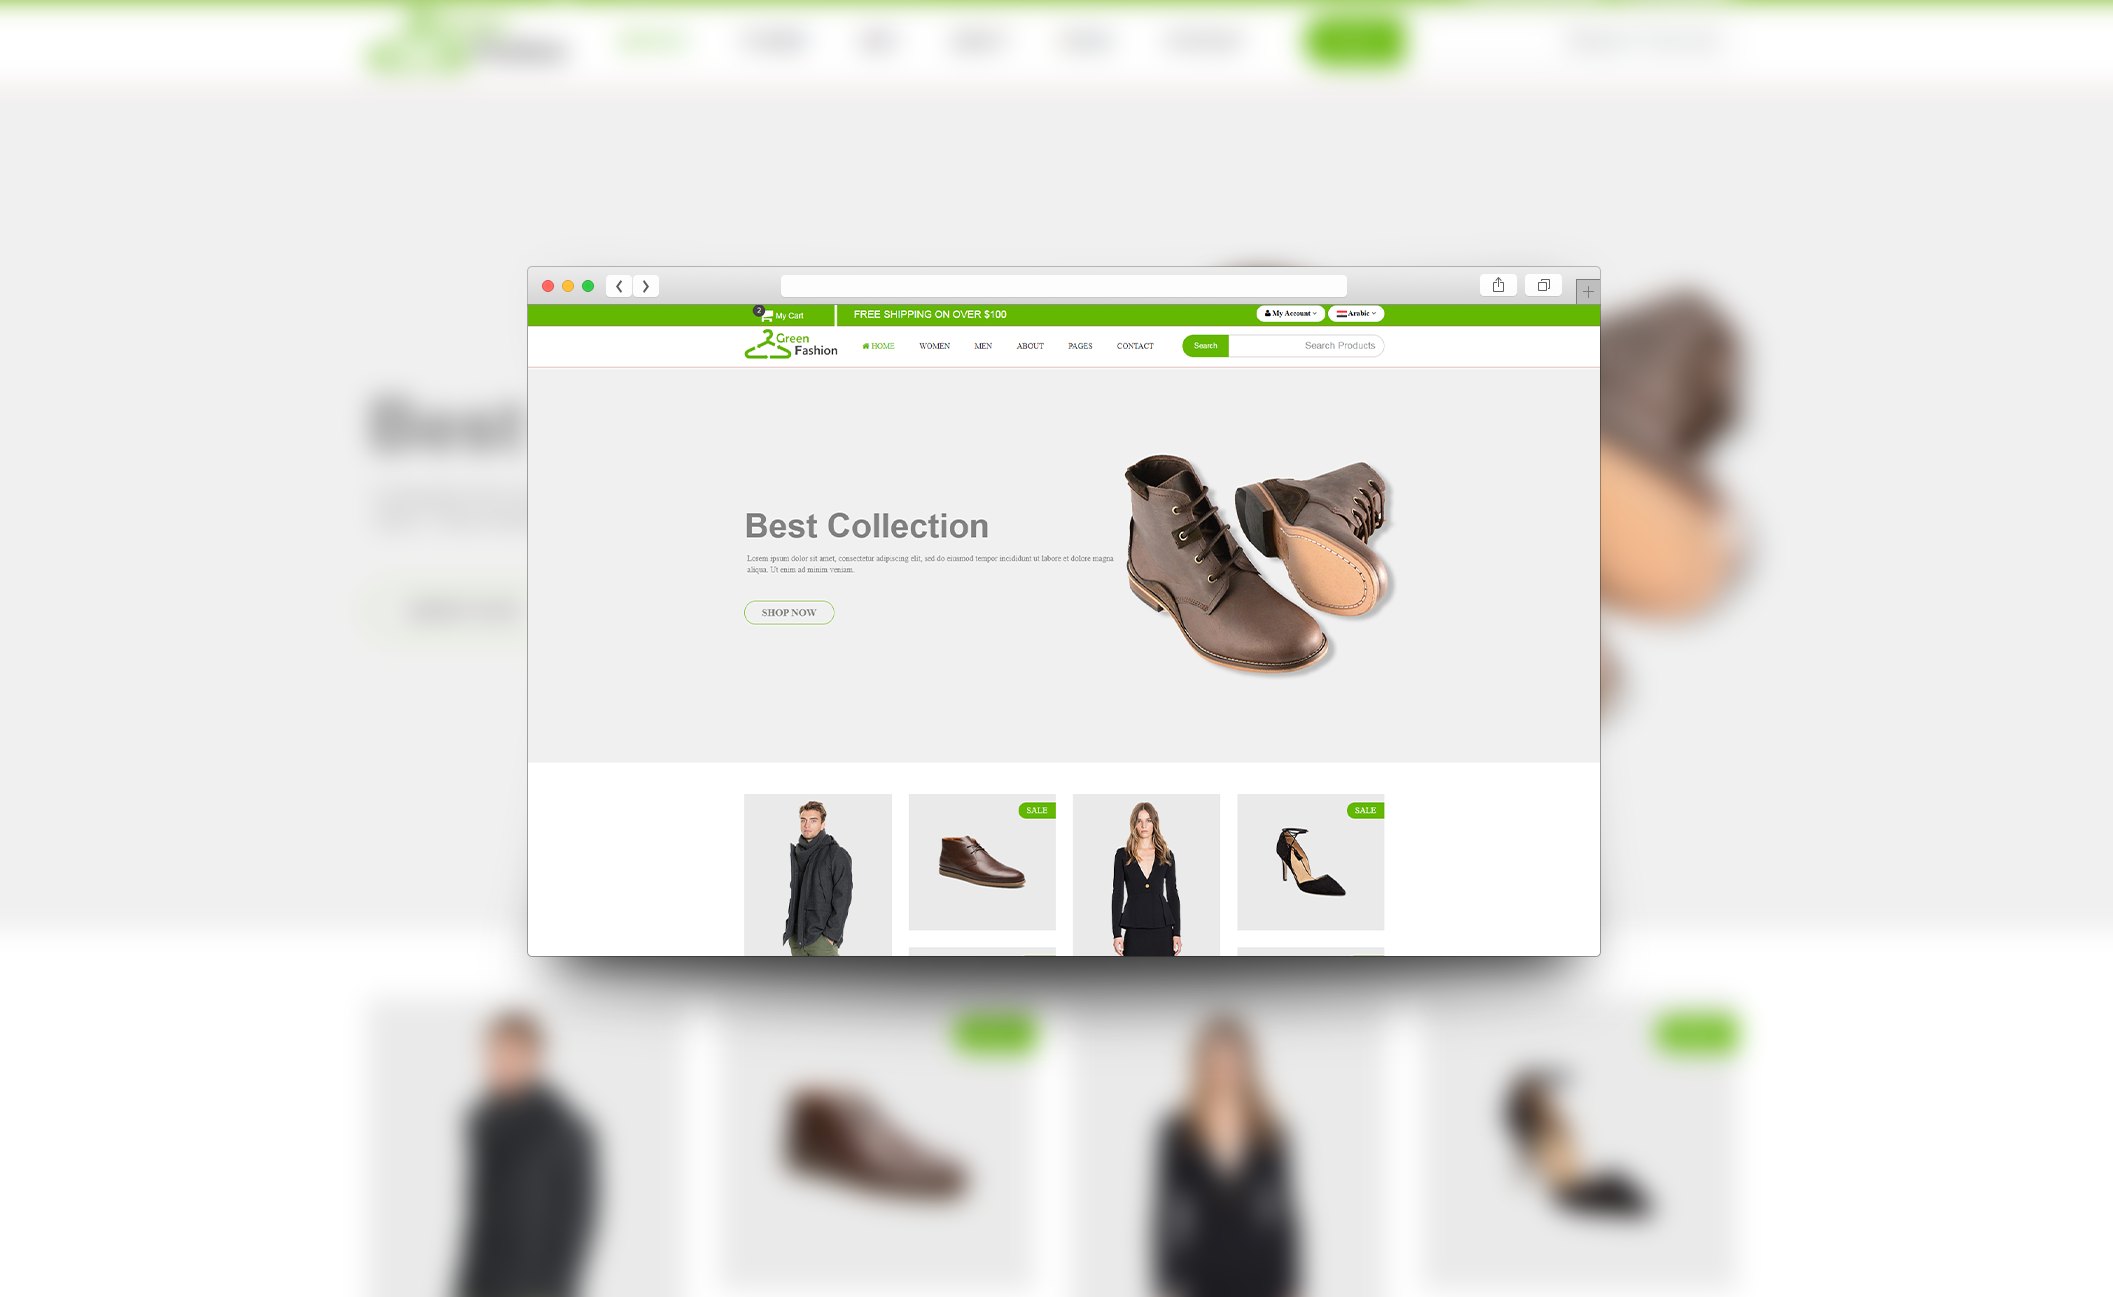 2
My Cart
FREE SHIPPING ON OVER $100
My Account
Arabic
Green
Fashion
HOME
WOMEN
MEN
ABOUT
PAGES
CONTACT
Search
Search Products
Best
Best Collection
Lorem ipsum dolor sit amet, consectetur adipiscing elit, sed do eiusmod tempor incididunt ut labore et dolore magna
aliqua. Ut enim ad minim veniam.
SHOP NOW
SALE
SALE